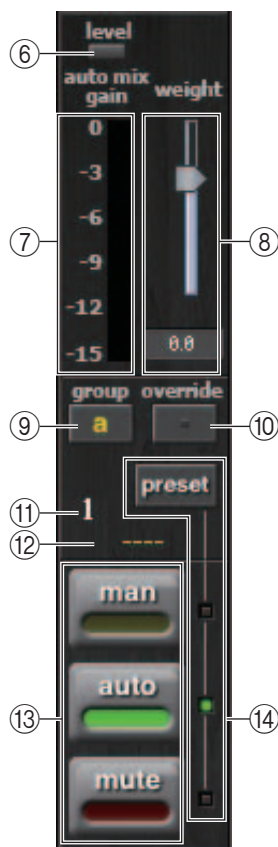 level
⑥
auto mix gain
weight
0
-3
-6
-9
-12
-15
⑦
⑧
0.0
group
override
⑨
a
-
⑩
preset
⑪
1
⑫
----
man
auto
mute
⑬
⑭